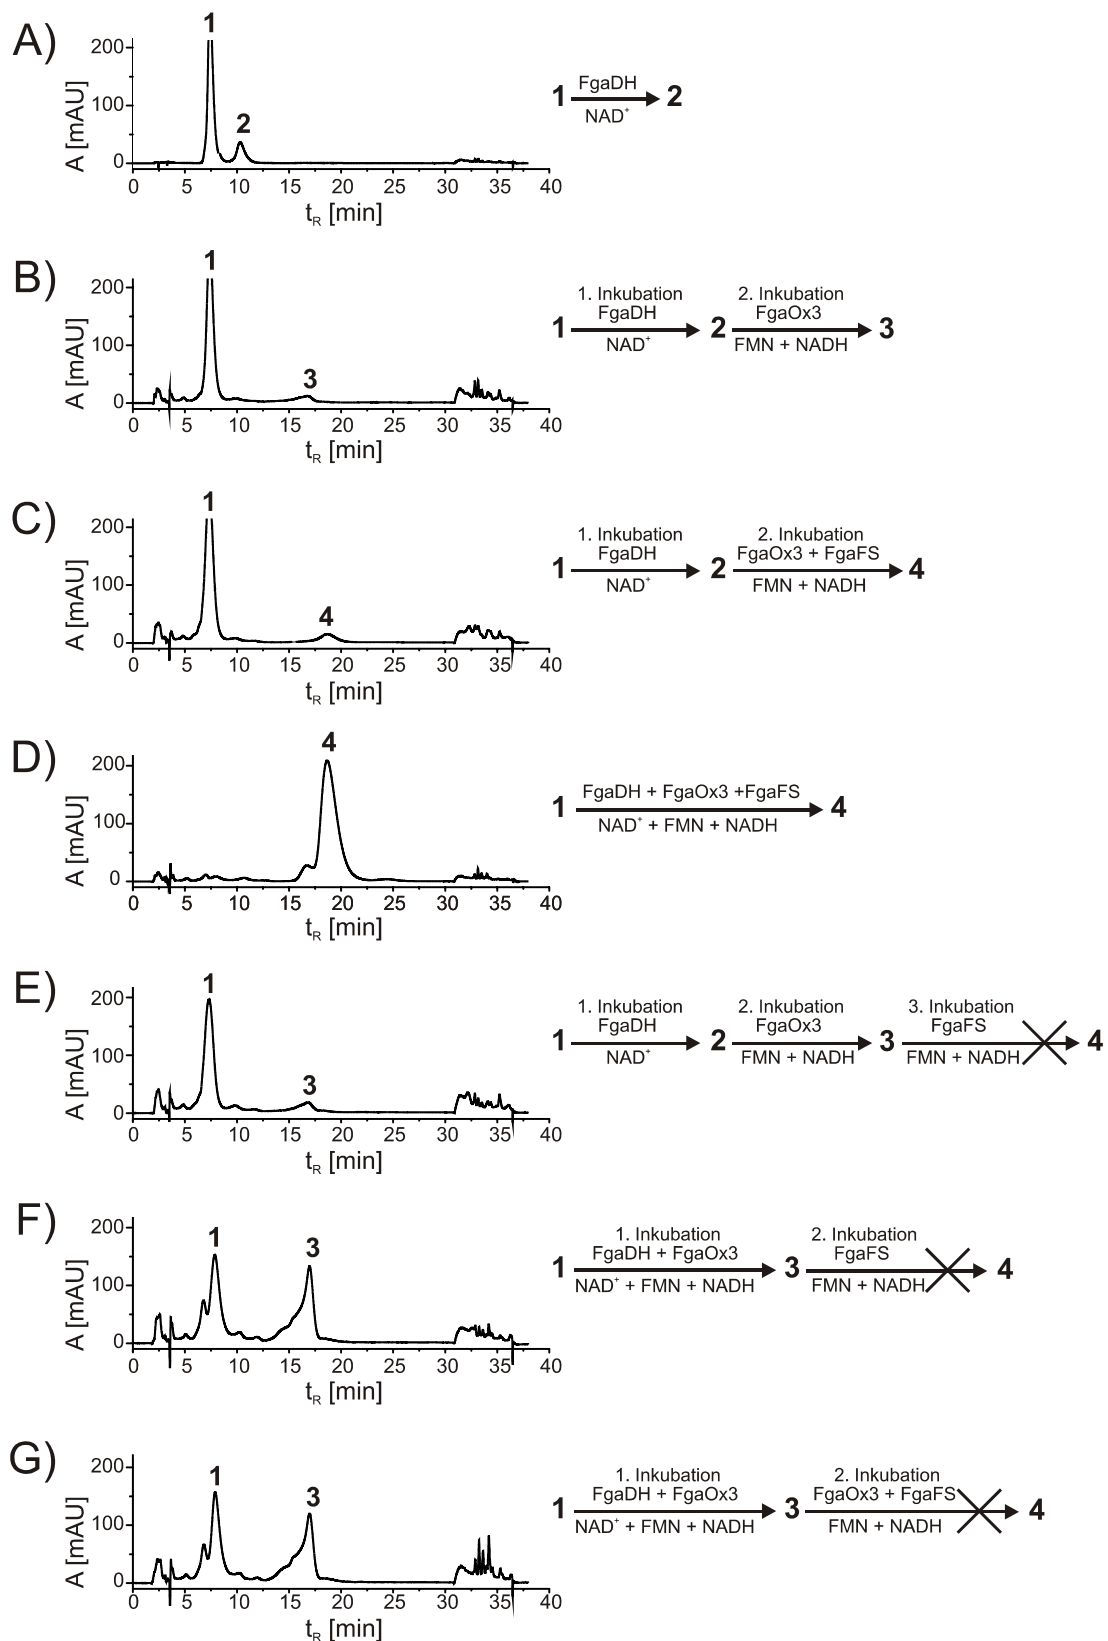 A)
1
2
200
100
0
A [mAU]
0 5 10 15 20 25 30 35 40
tR [min]
1 FgaDH 2
NAD+
B)
1
3
200
100
0
A [mAU]
0 5 10 15 20 25 30 35 40
tR [min]
1. Inkubation 2. Inkubation
FgaDH FgaOx3
1 2 3
NAD+ FMN + NADH
C)
1
4
200
100
0
A [mAU]
0 5 10 15 20 25 30 35 40
tR [min]
1. Inkubation 2. Inkubation
FgaDH FgaOx3 + FgaFS
1 2 4
NAD+ FMN + NADH
D)
4
200
100
0
A [mAU]
0 5 10 15 20 25 30 35 40
tR [min]
FgaDH + FgaOx3 +FgaFS
1 4
NAD+ + FMN + NADH
E)
1
3
200
100
0
A [mAU]
0 5 10 15 20 25 30 35 40
tR [min]
1. Inkubation 2. Inkubation 3. Inkubation
FgaDH FgaOx3 FgaFS
1 2 3 4
NAD+ FMN + NADH FMN + NADH
F)
1
3
200
100
0
A [mAU]
0 5 10 15 20 25 30 35 40
tR [min]
1. Inkubation 2. Inkubation
FgaDH + FgaOx3 FgaFS
1 3 4
NAD+ + FMN + NADH FMN + NADH
G)
1
3
200
100
0
A [mAU]
0 5 10 15 20 25 30 35 40
tR [min]
1. Inkubation 2. Inkubation
FgaDH + FgaOx3 FgaOx3 + FgaFS
1 3 4
NAD+ + FMN + NADH FMN + NADH